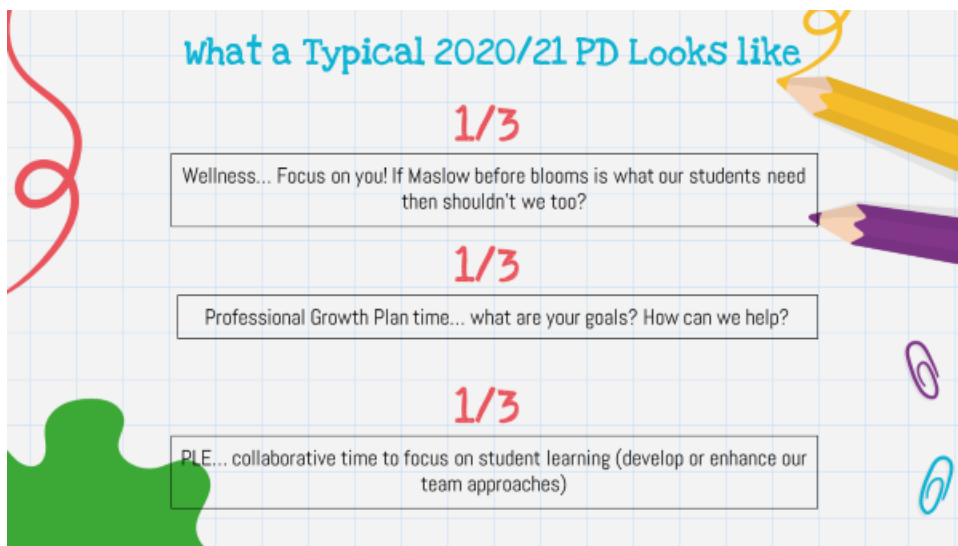 What a Typical 2020/21 PD Looks like
1/3
Wellness... Focus on you! If Maslow before blooms is what our students need
then shouldn't we too?
1/3
Professional Growth Plan time... what are your goals? How can we help?
1/3
PLE... collaborative time to focus on student learning (develop or enhance our
team approaches)